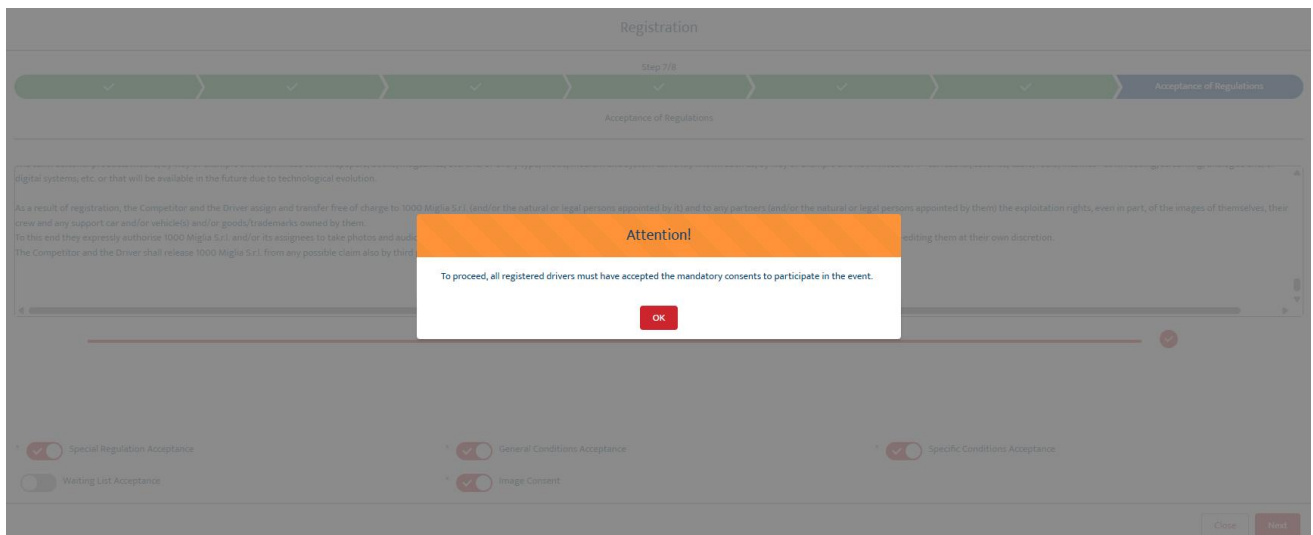 Registration
Step 7/8
Acceptance of Regulations
Acceptance of Regulations
digital systems, etc. or that will be available in the future due to technological evolution.
As a result of registration, the Competitor and the Driver assign and transfer free of charge to 1000 Miglia S.r.l. (and/or the natural or legal persons appointed by it) and to any partners (and/or the natural or legal persons appointed by them) the exploitation rights, even in part, of the images of themselves, their
crew and any support car and/or vehicle(s) and/or goods/trademarks owned by them.
To this end they expressly authorise 1000 Miglia S.r.l. and/or its assignees to take photos and audio
editing them at their own discretion.
The Competitor and the Driver shall release 1000 Miglia S.r.l. from any possible claim also by third
Attention!
To proceed, all registered drivers must have accepted the mandatory consents to participate in the event.
OK
* Special Regulation Acceptance
* General Conditions Acceptance
* Specific Conditions Acceptance
Waiting List Acceptance
* Image Consent
Close
Next